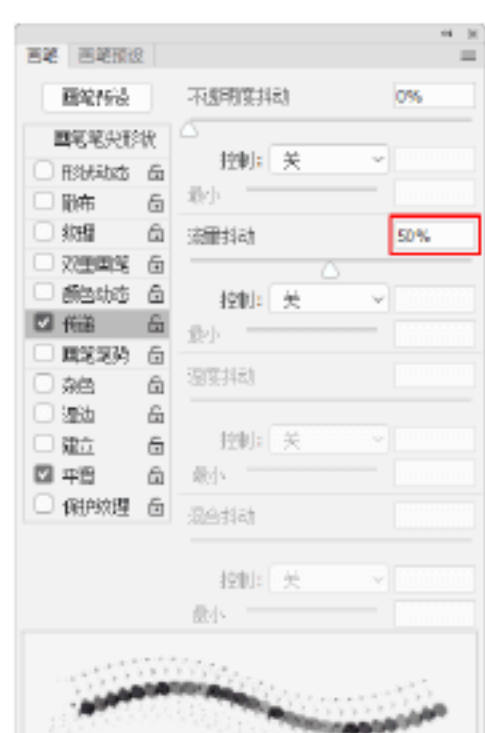 画笔 画笔预设
画笔预设
不透明度抖动 0%
画笔笔尖形状
控制: 关
形状动态
最小
散布
纹理
流量抖动 50%
双重画笔
颜色动态
控制: 关
传递
最小
画笔笔势
湿度抖动
杂色
湿边
建立
控制: 关
平滑
最小
保护纹理
混合抖动
控制: 关
最小